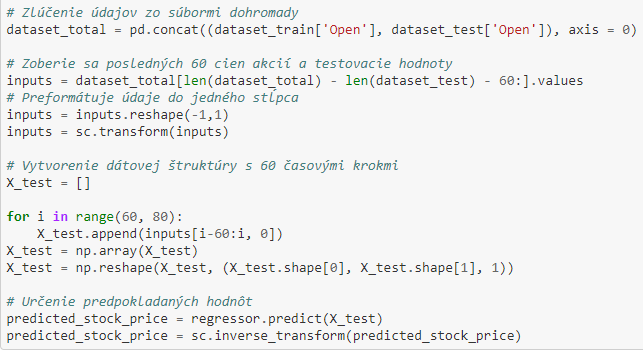 # Zlúčenie údajov zo súbormi dohromady
dataset_total = pd.concat((dataset_train['Open'], dataset_test['Open']), axis = 0)
# Zoberie sa posledných 60 cien akcií a testovacie hodnoty
inputs = dataset_total[len(dataset_total) - len(dataset_test) - 60:].values
# Preformátuje údaje do jedného stĺpca
inputs = inputs.reshape(-1,1)
inputs = sc.transform(inputs)
# Vytvorenie dátovej štruktúry s 60 časovými krokmi
X_test = []
for i in range(60, 80):
    X_test.append(inputs[i-60:i, 0])
X_test = np.array(X_test)
X_test = np.reshape(X_test, (X_test.shape[0], X_test.shape[1], 1))
# Určenie predpokladaných hodnôt
predicted_stock_price = regressor.predict(X_test)
predicted_stock_price = sc.inverse_transform(predicted_stock_price)